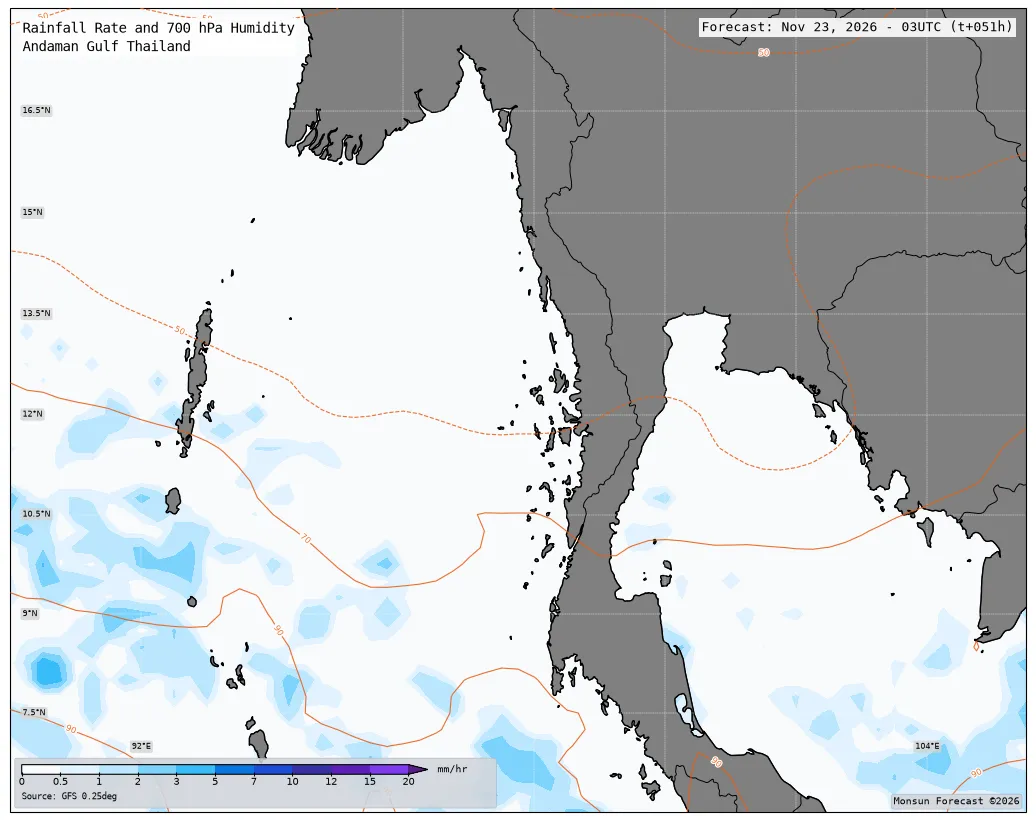 Rainfall Rate and 700 hPa Humidity
Andaman Gulf Thailand
Forecast: Nov 23, 2026 - 03UTC (t+051h)
50
50
50
16.5°N
15°N
13.5°N
50
12°N
10.5°N
70
9°N
90
7.5°N
90
92°E
104°E
90
90
0 0.5 1 2 3 5 7 10 12 15 20 mm/hr
Source: GFS 0.25deg
Monsun Forecast ©2026